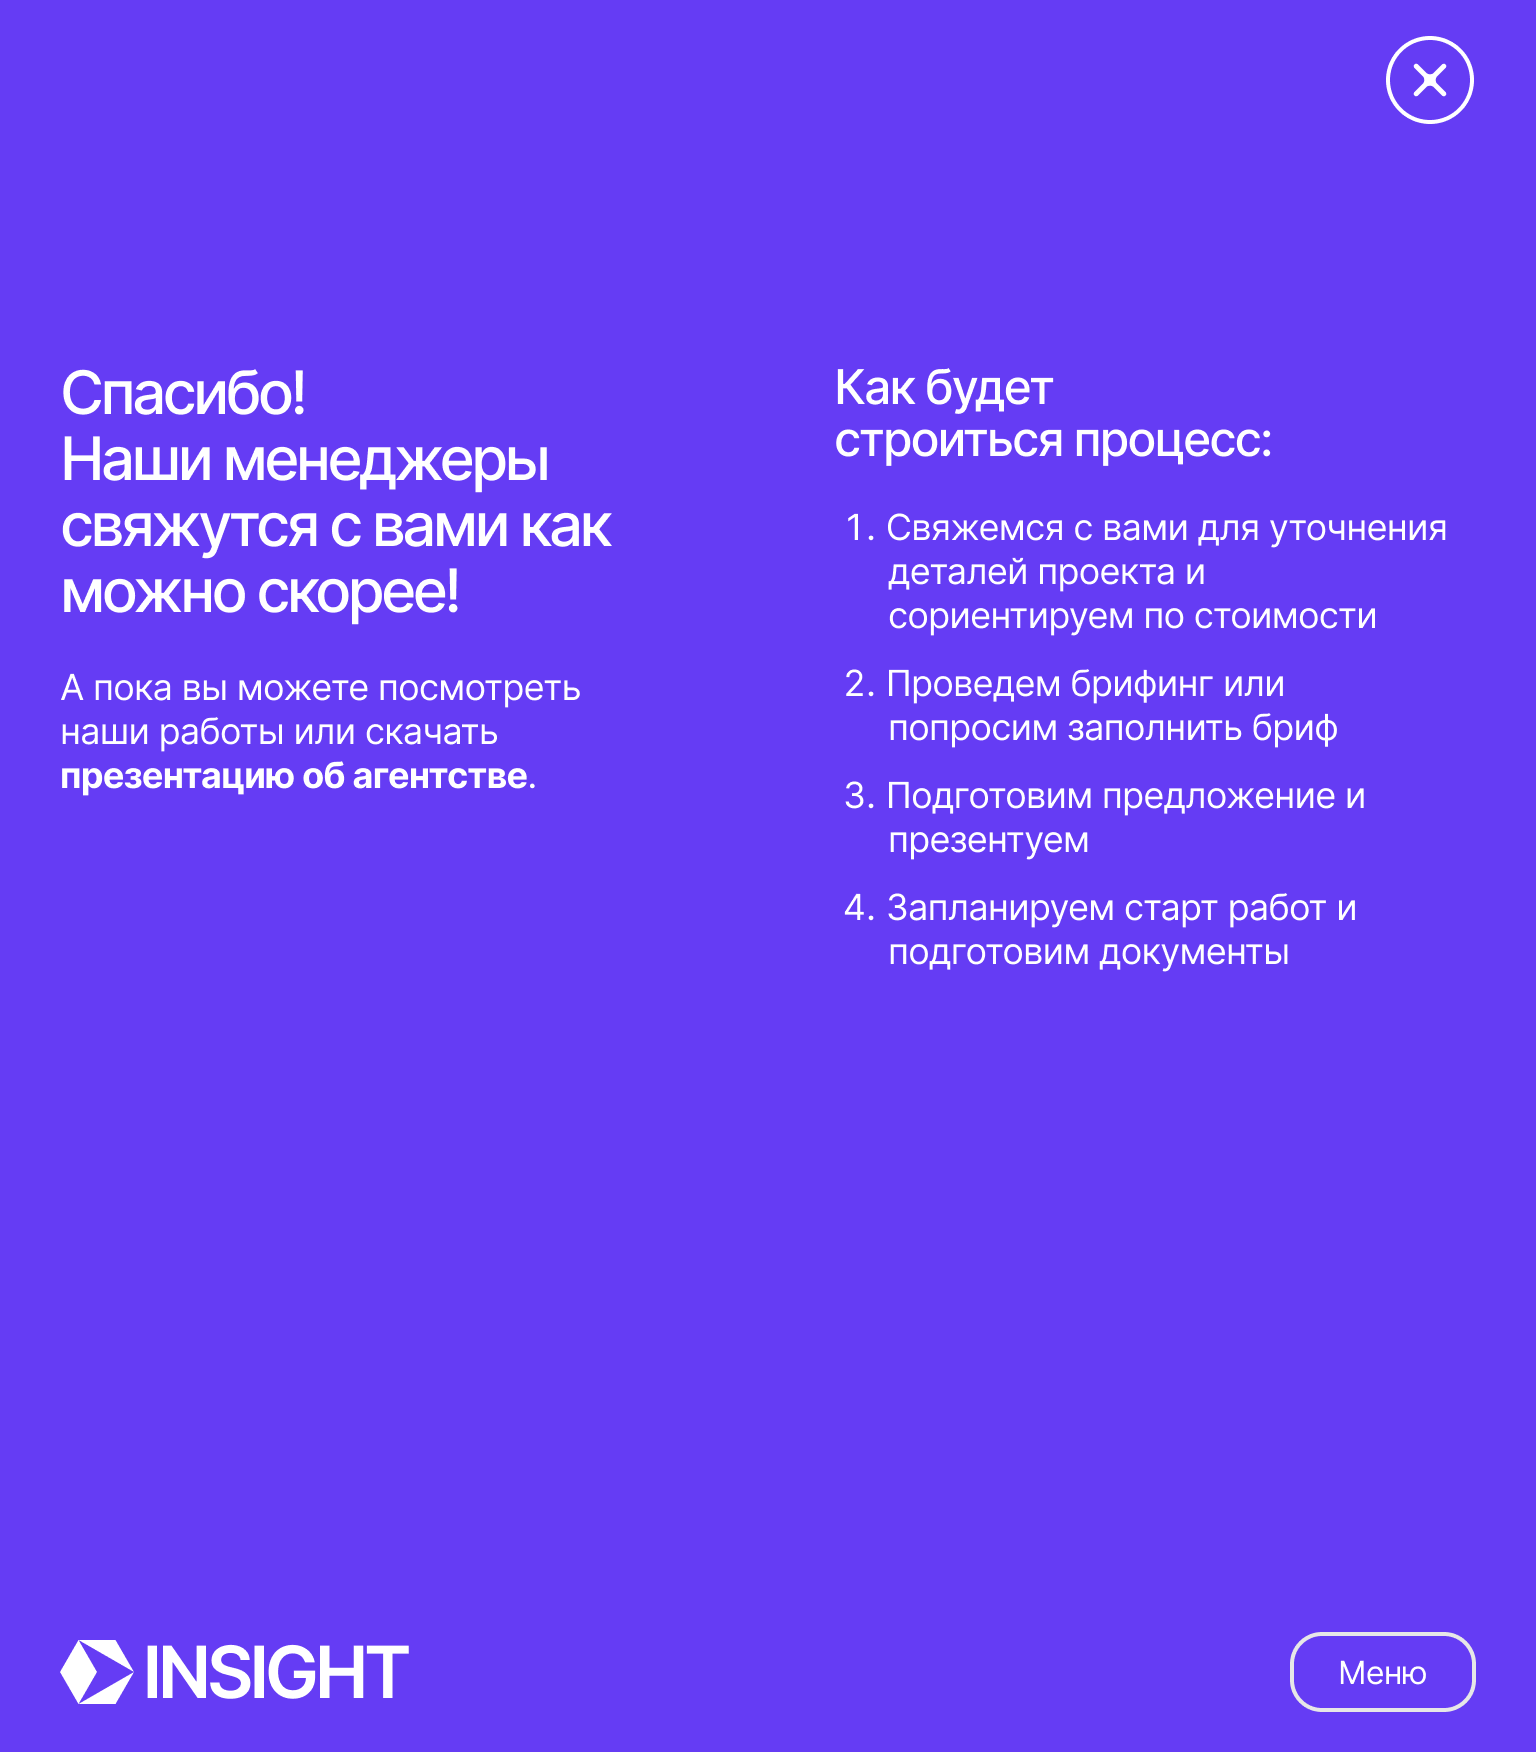 Спасибо!
Наши менеджеры
свяжутся с вами как
можно скорее!
А пока вы можете посмотреть
наши работы или скачать
презентацию об агентстве.
Как будет
строиться процесс:
1. Свяжемся с вами для уточнения
деталей проекта и
сориентируем по стоимости
2. Проведем брифинг или
попросим заполнить бриф
3. Подготовим предложение и
презентуем
4. Запланируем старт работ и
подготовим документы
INSIGHT
Меню